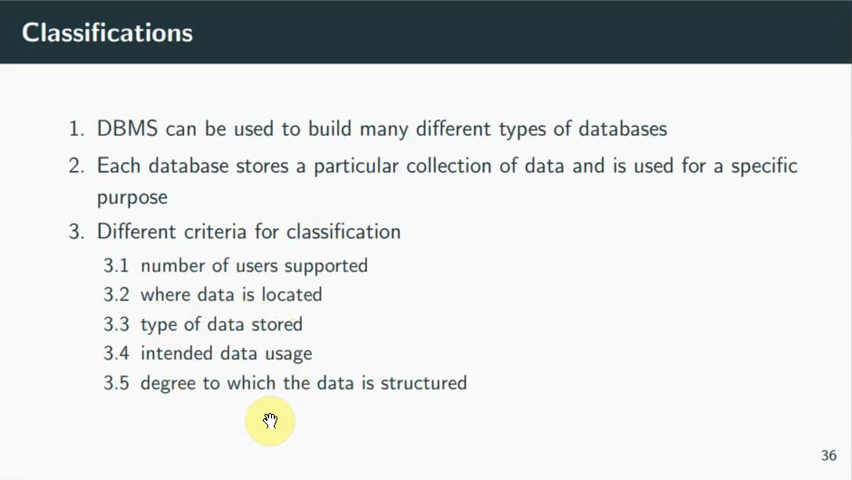 Classifications
1. DBMS can be used to build many different types of databases
2. Each database stores a particular collection of data and is used for a specific
purpose
3. Different criteria for classification
3.1 number of users supported
3.2 where data is located
3.3 type of data stored
3.4 intended data usage
3.5 degree to which the data is structured
36